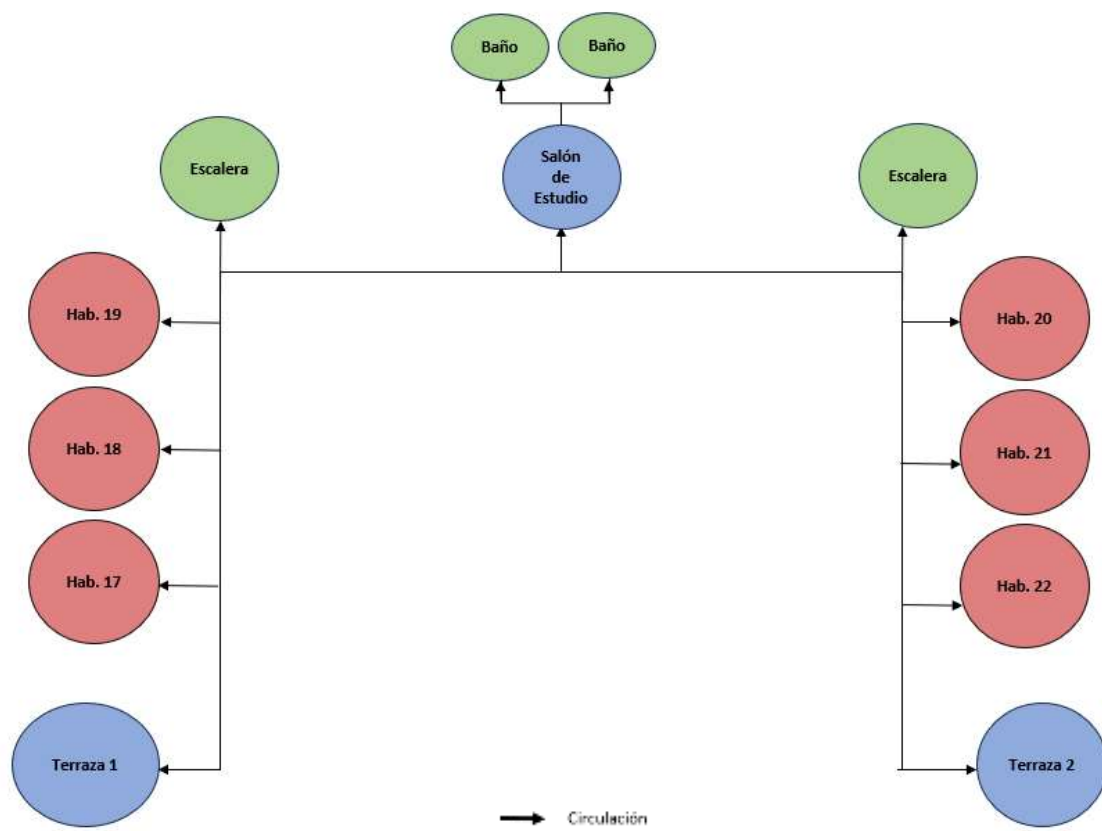 Baño
Baño
Escalera
Salón
de
Estudio
Escalera
Hab. 19
Hab. 20
Hab. 18
Hab. 21
Hab. 17
Hab. 22
Terraza 1
Terraza 2
Circulación